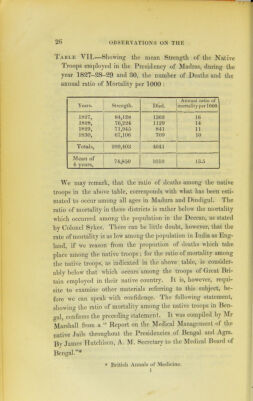 26 OBSERVATIONS ON THE
TABLE VII.—Shewing the mean Strength of the Native
Troops employed in the Presidency of Madras, during the
year 1827-28-29 and 30, the number of Deaths and the
annual ratio of Mortality per 1000 :
Years. Strength. Died. Annual ratio of mortality per 1000
1827, 84,128 1363 16
1828, 76,224 1129 14
1829, 71,945 841 11
1830, 67,106 709 10
Totals, 299,403 4041
Mean of 4 years, 74,850 1010 13.5
We may remark, that the ratio of deaths among the native
troops in the above table, corresponds with what has been esti-
mated to occur among all ages in Madura and Dindigul. The
ratio of mortality in these districts is rather below the mortality
which occurred among the population in the Deccan, as stated
by Colonel Sykes. There can be little doubt, however, that the
rate of mortality is as low among the population in India as Eng-
land, if we reason from the proportion of deaths which take
place among the native troops; for the ratio of mortality among
the native troops, as indicated in the above table, is consider-
ably below that which occurs among the troops of Great Bri-
tain employed in their native country. It is, however, requi-
site to examine other materials referring to this subject, be-
fore we can speak with confidence. The following statement,
showing the ratio of mortality among the native troops in Ben-
gal, confirms the preceding statement. It was compiled by Mr
Marshall from a “ Report on the Medical Management of the
native Jails throughout the Presidencies of Bengal and Agra.
By James Hutchison, A. M. Secretary to the Medical Board of
Bengal.”*
* British Annals of Medicine.